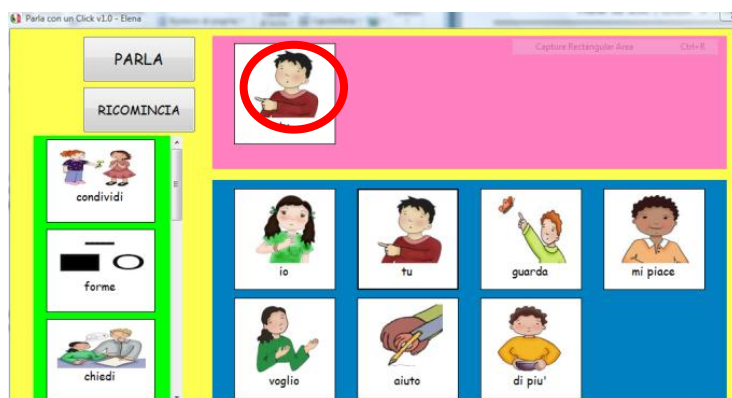 Parla con un Click v1.0 - Elena
PARLA
RICOMINCIA
Capture Rectangular Area Ctrl+R
condividi
forme
chiedi
io
tu
guarda
mi piace
voglio
aiuto
di piu'